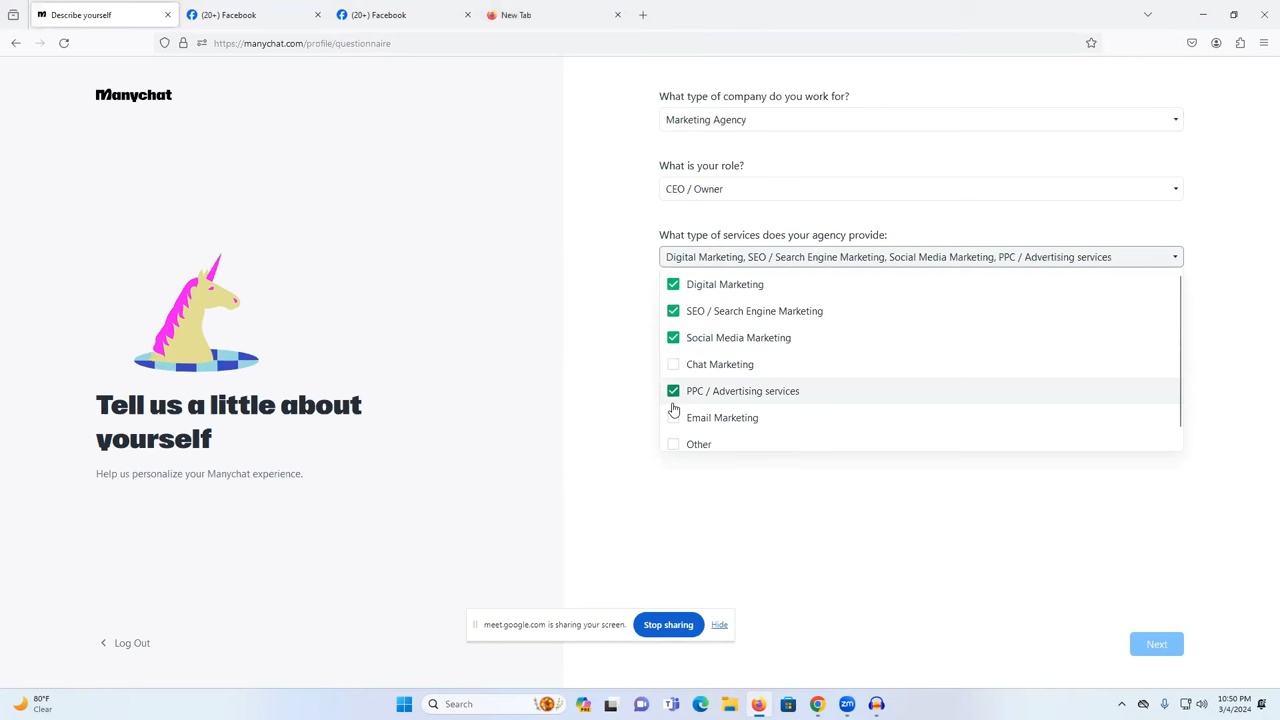 Describe yourself
(20+) Facebook
(20+) Facebook
New Tab
https://manychat.com/profile/questionnaire
Manychat
What type of company do you work for?
Marketing Agency
What is your role?
CEO / Owner
What type of services does your agency provide:
Digital Marketing, SEO / Search Engine Marketing, Social Media Marketing, PPC / Advertising services
Digital Marketing
SEO / Search Engine Marketing
Social Media Marketing
Chat Marketing
PPC / Advertising services
Email Marketing
Other
Tell us a little about
yourself
Help us personalize your Manychat experience.
meet.google.com is sharing your screen.
Stop sharing
Hide
Log Out
Next
80°F
Clear
Search
10:50 PM
3/4/2024